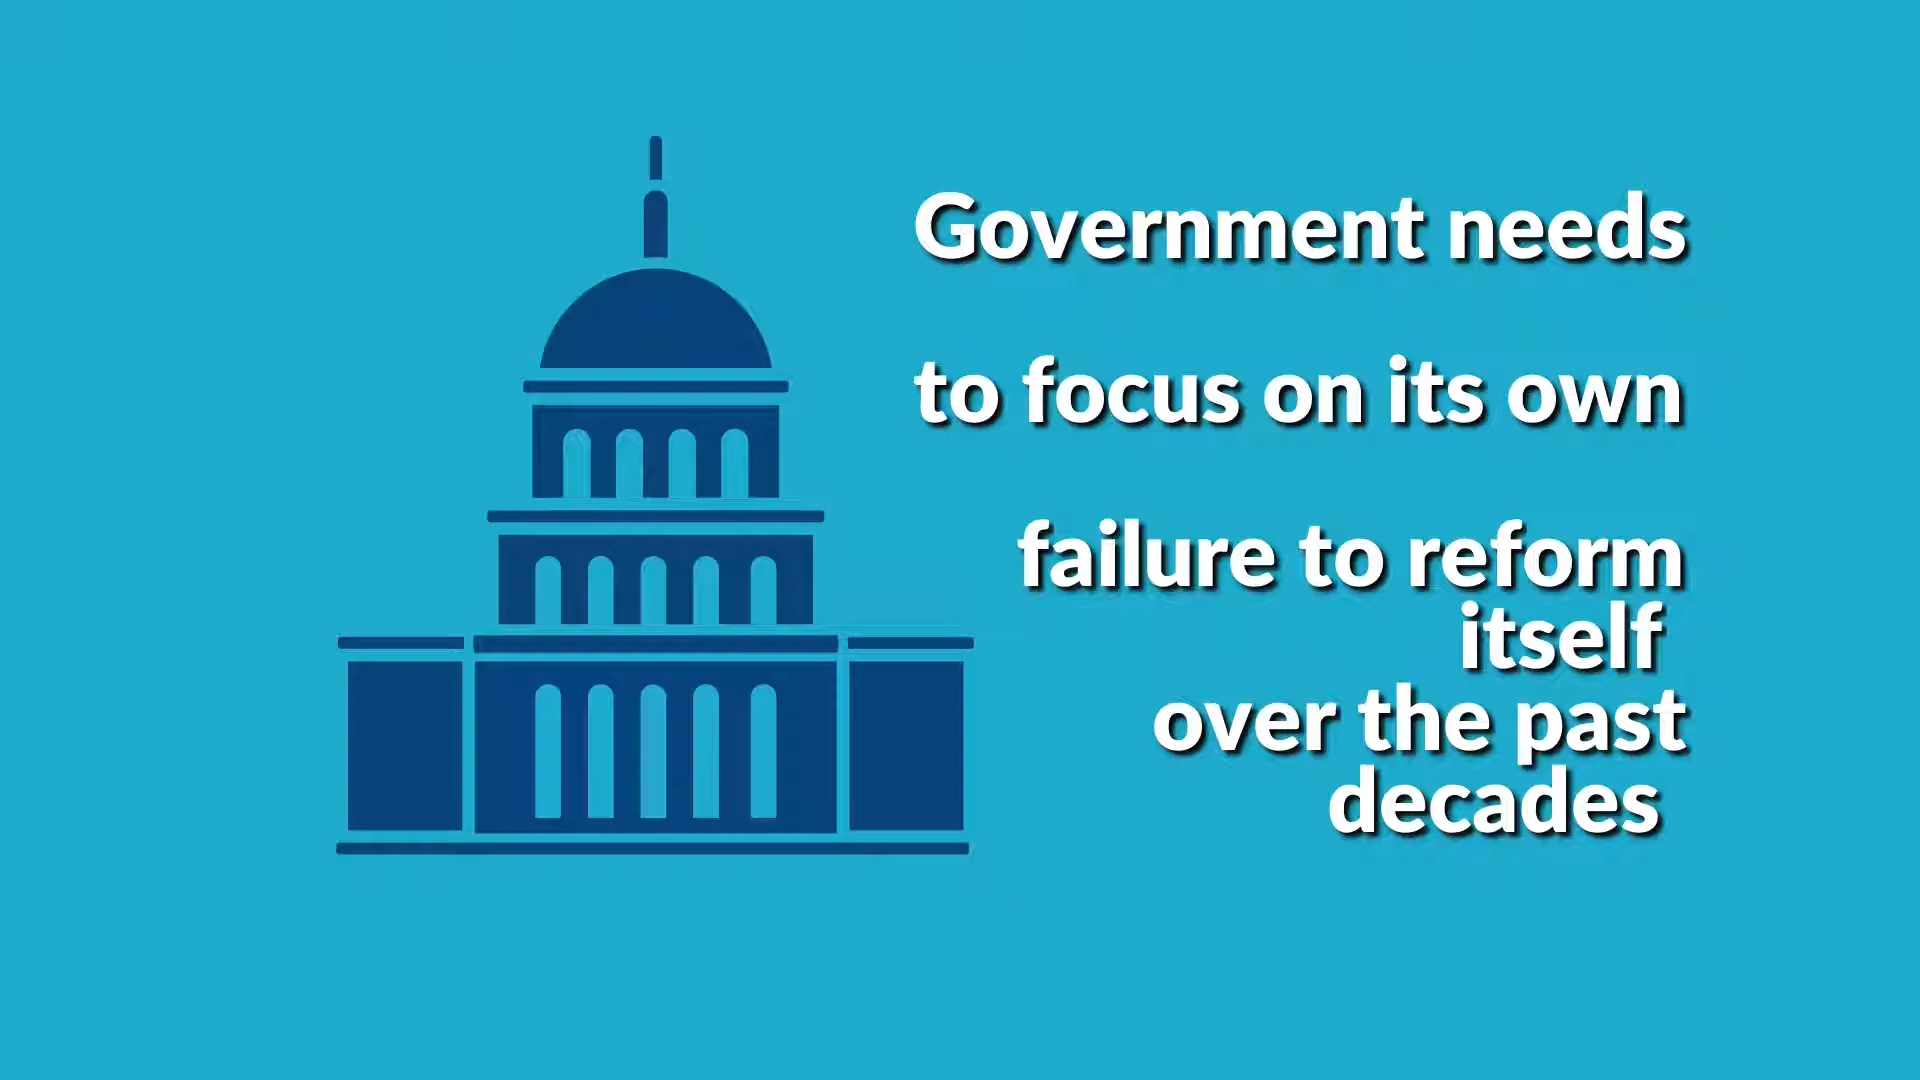 Government needs
to focus on its own
failure to reform
itself
over the past
decades